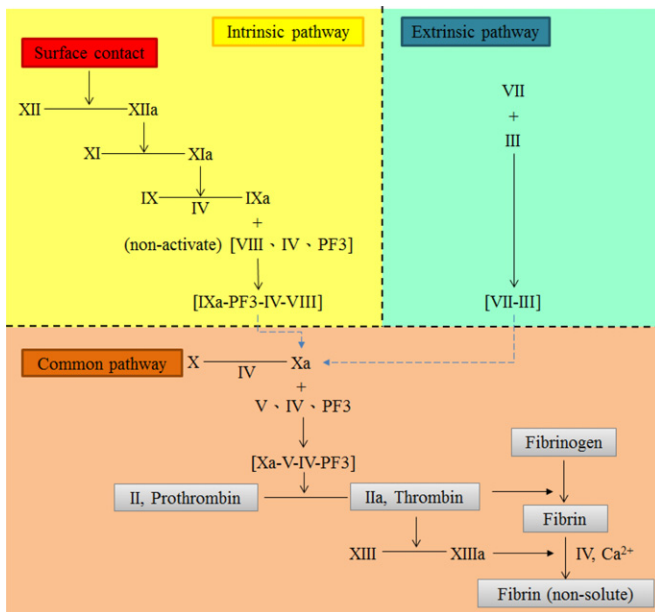 Intrinsic pathway
Extrinsic pathway
Surface contact
XII XIIa
XI XIa
IX IXa
IV
+
(non-activate) [VIII、IV、PF3]
[IXa-PF3-IV-VIII]
VII
+
III
[VII-III]
Common pathway
X Xa
IV
+
V、IV、PF3
[Xa-V-IV-PF3]
II, Prothrombin
IIa, Thrombin
Fibrinogen
Fibrin
XIII XIIIa
IV, Ca²⁺
Fibrin (non-solute)